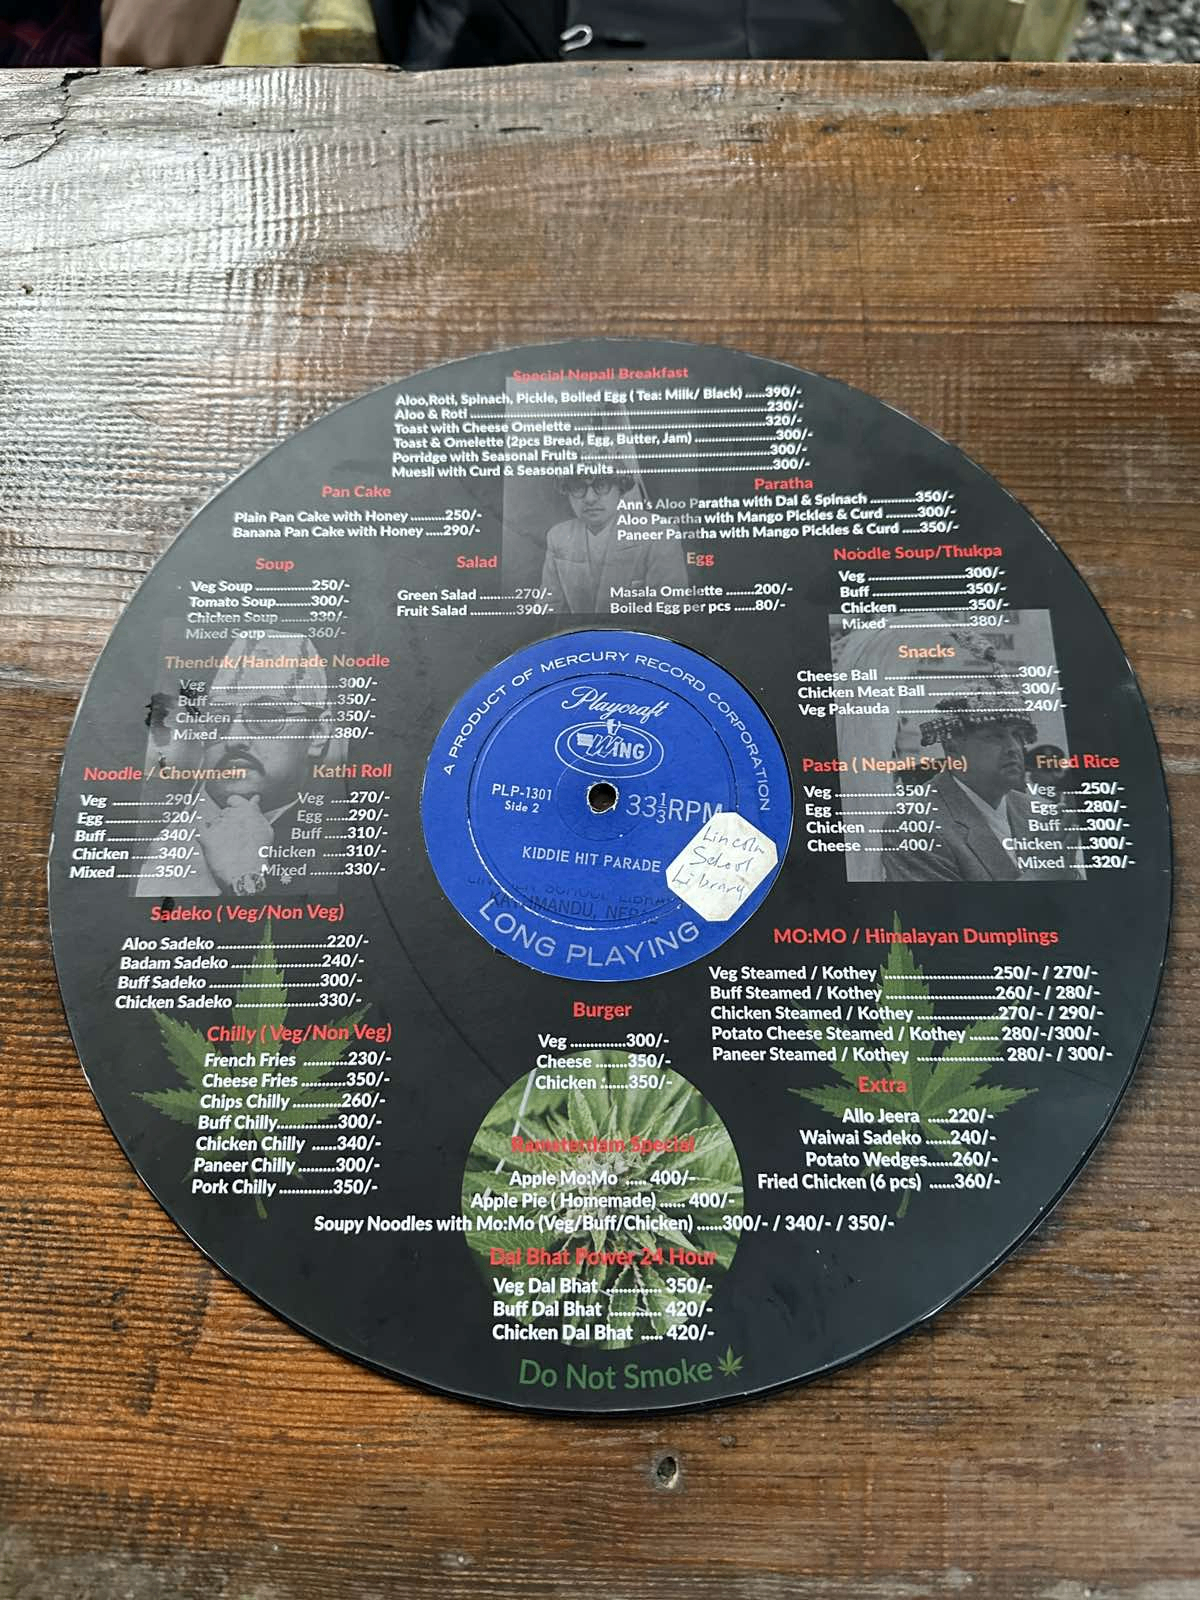 Special Nepali Breakfast
Aloo,Roti, Spinach, Pickle, Boiled Egg ( Tea: Milk/ Black) ......390/-
Aloo & Roti ............230/-
Toast with Cheese Omelette ............320/-
Toast & Omelette (2pcs Bread, Egg, Butter, Jam) ............300/-
Porridge with Seasonal Fruits ............300/-
Muesli with Curd & Seasonal Fruits ............300/-
Pan Cake
Plain Pan Cake with Honey ..........250/-
Banana Pan Cake with Honey .....290/-
Paratha
Ann's Aloo Paratha with Dal & Spinach ............350/-
Aloo Paratha with Mango Pickles & Curd .........300/-
Paneer Paratha with Mango Pickles & Curd .....350/-
Soup
Veg Soup ...............250/-
Tomato Soup.........300/-
Chicken Soup .......330/-
Mixed Soup ..........360/-
Salad
Green Salad .......270/-
Fruit Salad ..........390/-
Egg
Masala Omelette ........200/-
Boiled Egg per pcs ......80/-
Noodle Soup/Thukpa
Veg ........................300/-
Buff .......................350/-
Chicken .................350/-
Mixed ....................380/-
Thenduk/Handmade Noodle
Veg ...............................300/-
Buff ...............................350/-
Chicken .........................350/-
Mixed ............................380/-
Snacks
Cheese Ball ..........................300/-
Chicken Meat Ball ................300/-
Veg Pakauda .........................240/-
Noodle / Chowmein
Veg .............290/-
Egg ..............320/-
Buff..............340/-
Chicken .......340/-
Mixed ..........350/-
Kathi Roll
Veg .....270/-
Egg .....290/-
Buff .....310/-
Chicken .....310/-
Mixed .....330/-
Pasta ( Nepali Style)
Veg ................350/-
Egg ................370/-
Chicken .........400/-
Cheese ..........400/-
Fried Rice
Veg .....250/-
Egg .....280/-
Buff .....300/-
Chicken .....300/-
Mixed .....320/-
A PRODUCT OF MERCURY RECORD CORPORATION
Playcraft
WING
PLP-1301
Side 2
33⅓RPM
KIDDIE HIT PARADE
Lincoln
School
Library
KATHMANDU, NEPAL
LONG PLAYING
Sadeko ( Veg/Non Veg)
Aloo Sadeko ............................220/-
Badam Sadeko .......................240/-
Buff Sadeko ............................300/-
Chicken Sadeko .....................330/-
Chilly ( Veg/Non Veg)
French Fries ............230/-
Cheese Fries ............350/-
Chips Chilly .............260/-
Buff Chilly...............300/-
Chicken Chilly ......340/-
Paneer Chilly ..........300/-
Pork Chilly ..............350/-
Burger
Veg ..............300/-
Cheese .........350/-
Chicken .......350/-
MO:MO / Himalayan Dumplings
Veg Steamed / Kothey ............................250/- / 270/-
Buff Steamed / Kothey ...........................260/- / 280/-
Chicken Steamed / Kothey ....................270/- / 290/-
Potato Cheese Steamed / Kothey ....... 280/-/300/-
Paneer Steamed / Kothey ..................... 280/-/ 300/-
Extra
Allo Jeera .....220/-
Waiwai Sadeko ......240/-
Potato Wedges......260/-
Fried Chicken (6 pcs) ......360/-
Ramsterdam Special
Apple Mo:Mo ..... 400/-
Apple Pie ( Homemade) ...... 400/-
Soupy Noodles with Mo:Mo (Veg/Buff/Chicken) ......300/- / 340/- / 350/-
Dal Bhat Power 24 Hour
Veg Dal Bhat ............. 350/-
Buff Dal Bhat ............ 420/-
Chicken Dal Bhat ..... 420/-
Do Not Smoke